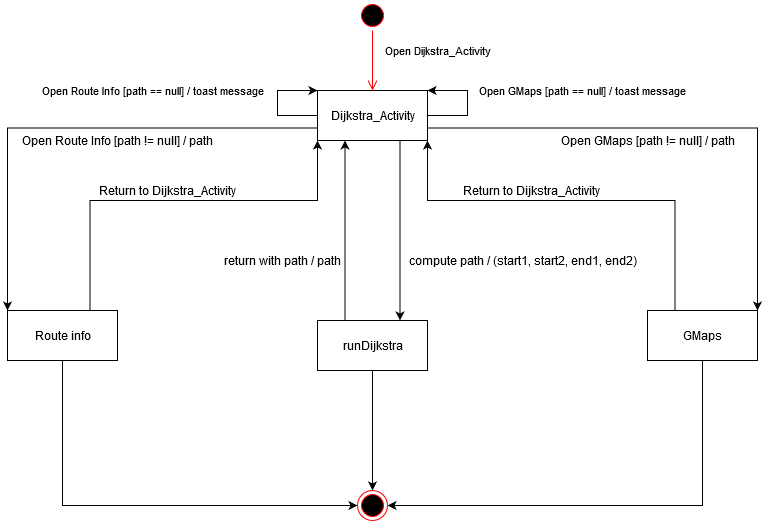 Open Dijkstra_Activity
Open Route Info [path == null] / toast message
Open GMaps [path == null] / toast message
Dijkstra_Activity
Open Route Info [path != null] / path
Open GMaps [path != null] / path
Return to Dijkstra_Activity
Return to Dijkstra_Activity
return with path / path
compute path / (start1, start2, end1, end2)
Route info
runDijkstra
GMaps